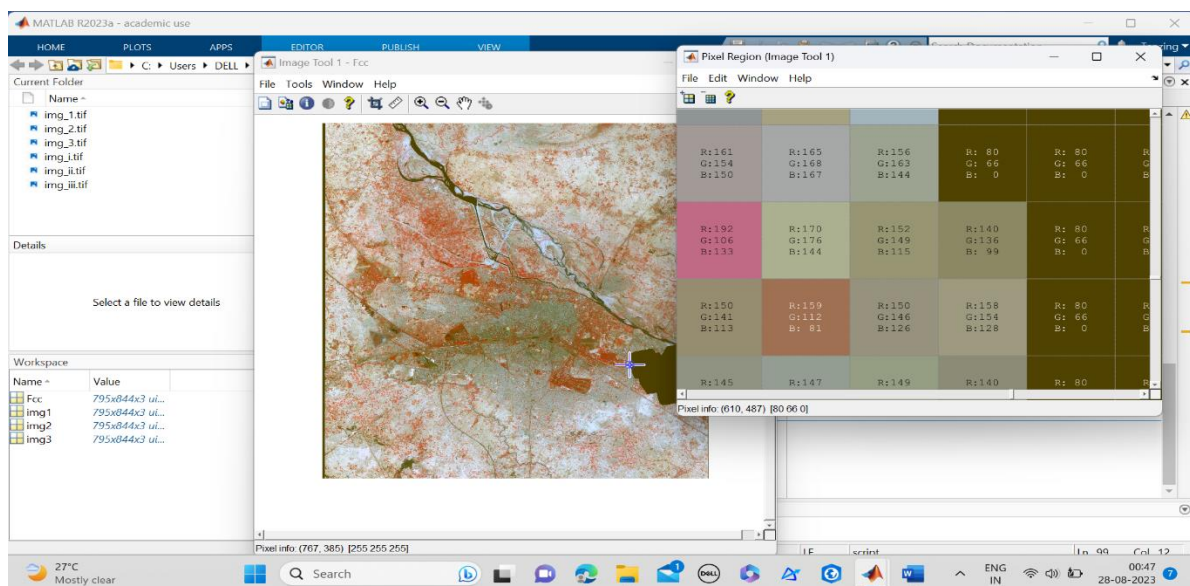 MATLAB R2023a - academic use
HOME PLOTS APPS EDITOR PUBLISH VIEW
C: Users DELL
Current Folder
Name
img_1.tif
img_2.tif
img_3.tif
img_i.tif
img_ii.tif
img_iii.tif
Details
Select a file to view details
Workspace
Name Value
Fcc 795x844x3 ui...
img1 795x844x3 ui...
img2 795x844x3 ui...
img3 795x844x3 ui...
Image Tool 1 - Fcc
File Tools Window Help
Pixel info: (767, 385) [255 255 255]
Pixel Region (Image Tool 1)
File Edit Window Help
R:161 R:165 R:156 R: 80 R: 80 R
G:154 G:168 G:163 G: 66 G: 66 G
B:150 B:167 B:144 B: 0 B: 0 B
R:192 R:170 R:152 R:140 R: 80 R
G:106 G:176 G:149 G:136 G: 66 G
B:133 B:144 B:115 B: 99 B: 0 B
R:150 R:159 R:150 R:158 R: 80 R
G:141 G:112 G:146 G:154 G: 66 G
B:113 B: 81 B:126 B:128 B: 0 B
R:145 R:147 R:149 R:140 R: 80 R
Pixel info: (610, 487) [80 66 0]
script Ln 99 Col 12
27°C
Mostly clear
Search
DELL
ENG
IN
00:47
28-08-2023
7